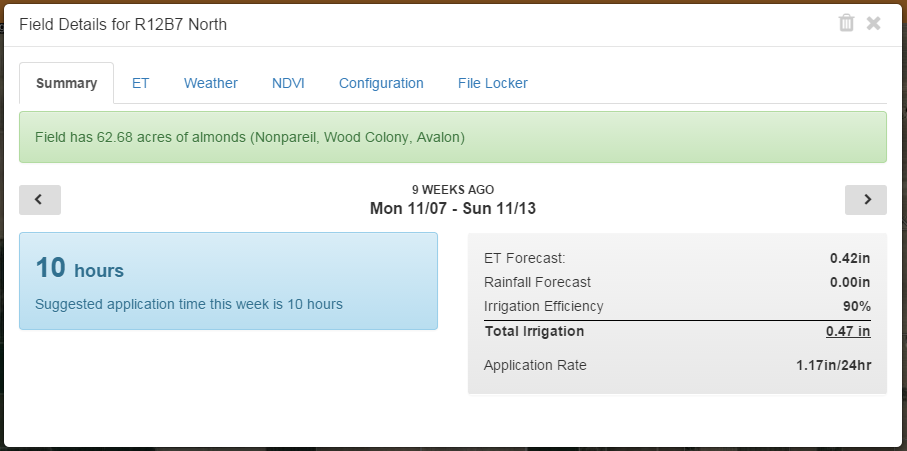 Field Details for R12B7 North
Summary ET Weather NDVI Configuration File Locker
Field has 62.68 acres of almonds (Nonpareil, Wood Colony, Avalon)
9 WEEKS AGO
Mon 11/07 - Sun 11/13
10 hours
Suggested application time this week is 10 hours
ET Forecast: 0.42in
Rainfall Forecast 0.00in
Irrigation Efficiency 90%
Total Irrigation 0.47 in
Application Rate 1.17in/24hr